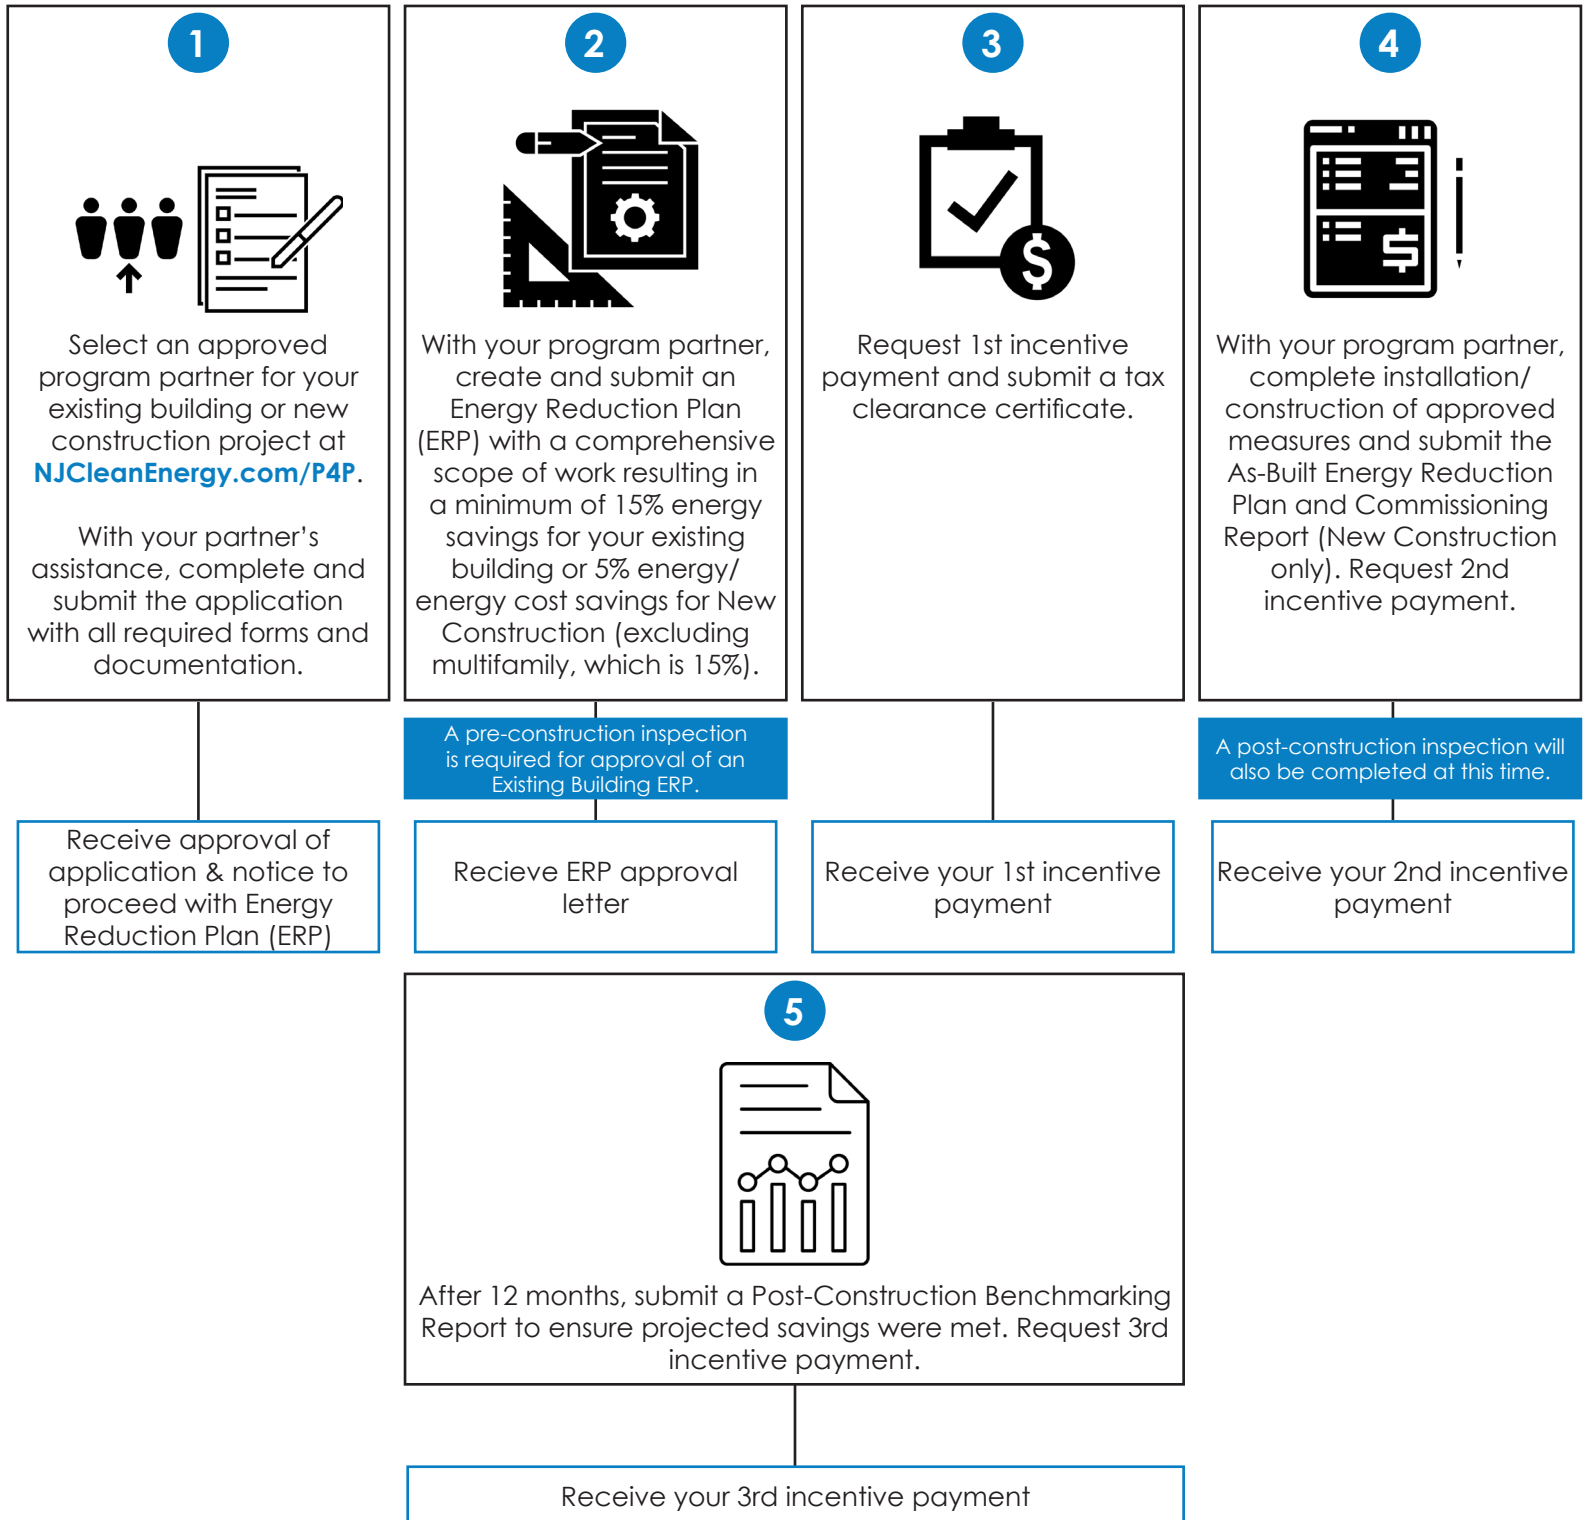 1
Select an approved
program partner for your
existing building or new
construction project at
NJCleanEnergy.com/P4P.
With your partner's
assistance, complete and
submit the application
with all required forms and
documentation.
Receive approval of
application & notice to
proceed with Energy
Reduction Plan (ERP)
2
With your program partner,
create and submit an
Energy Reduction Plan
(ERP) with a comprehensive
scope of work resulting in
a minimum of 15% energy
savings for your existing
building or 5% energy/
energy cost savings for New
Construction (excluding
multifamily, which is 15%).
A pre-construction inspection
is required for approval of an
Existing Building ERP.
Recieve ERP approval
letter
3
$
Request 1st incentive
payment and submit a tax
clearance certificate.
Receive your 1st incentive
payment
4
$
With your program partner,
complete installation/
construction of approved
measures and submit the
As-Built Energy Reduction
Plan and Commissioning
Report (New Construction
only). Request 2nd
incentive payment.
A post-construction inspection will
also be completed at this time.
Receive your 2nd incentive
payment
5
After 12 months, submit a Post-Construction Benchmarking
Report to ensure projected savings were met. Request 3rd
incentive payment.
Receive your 3rd incentive payment